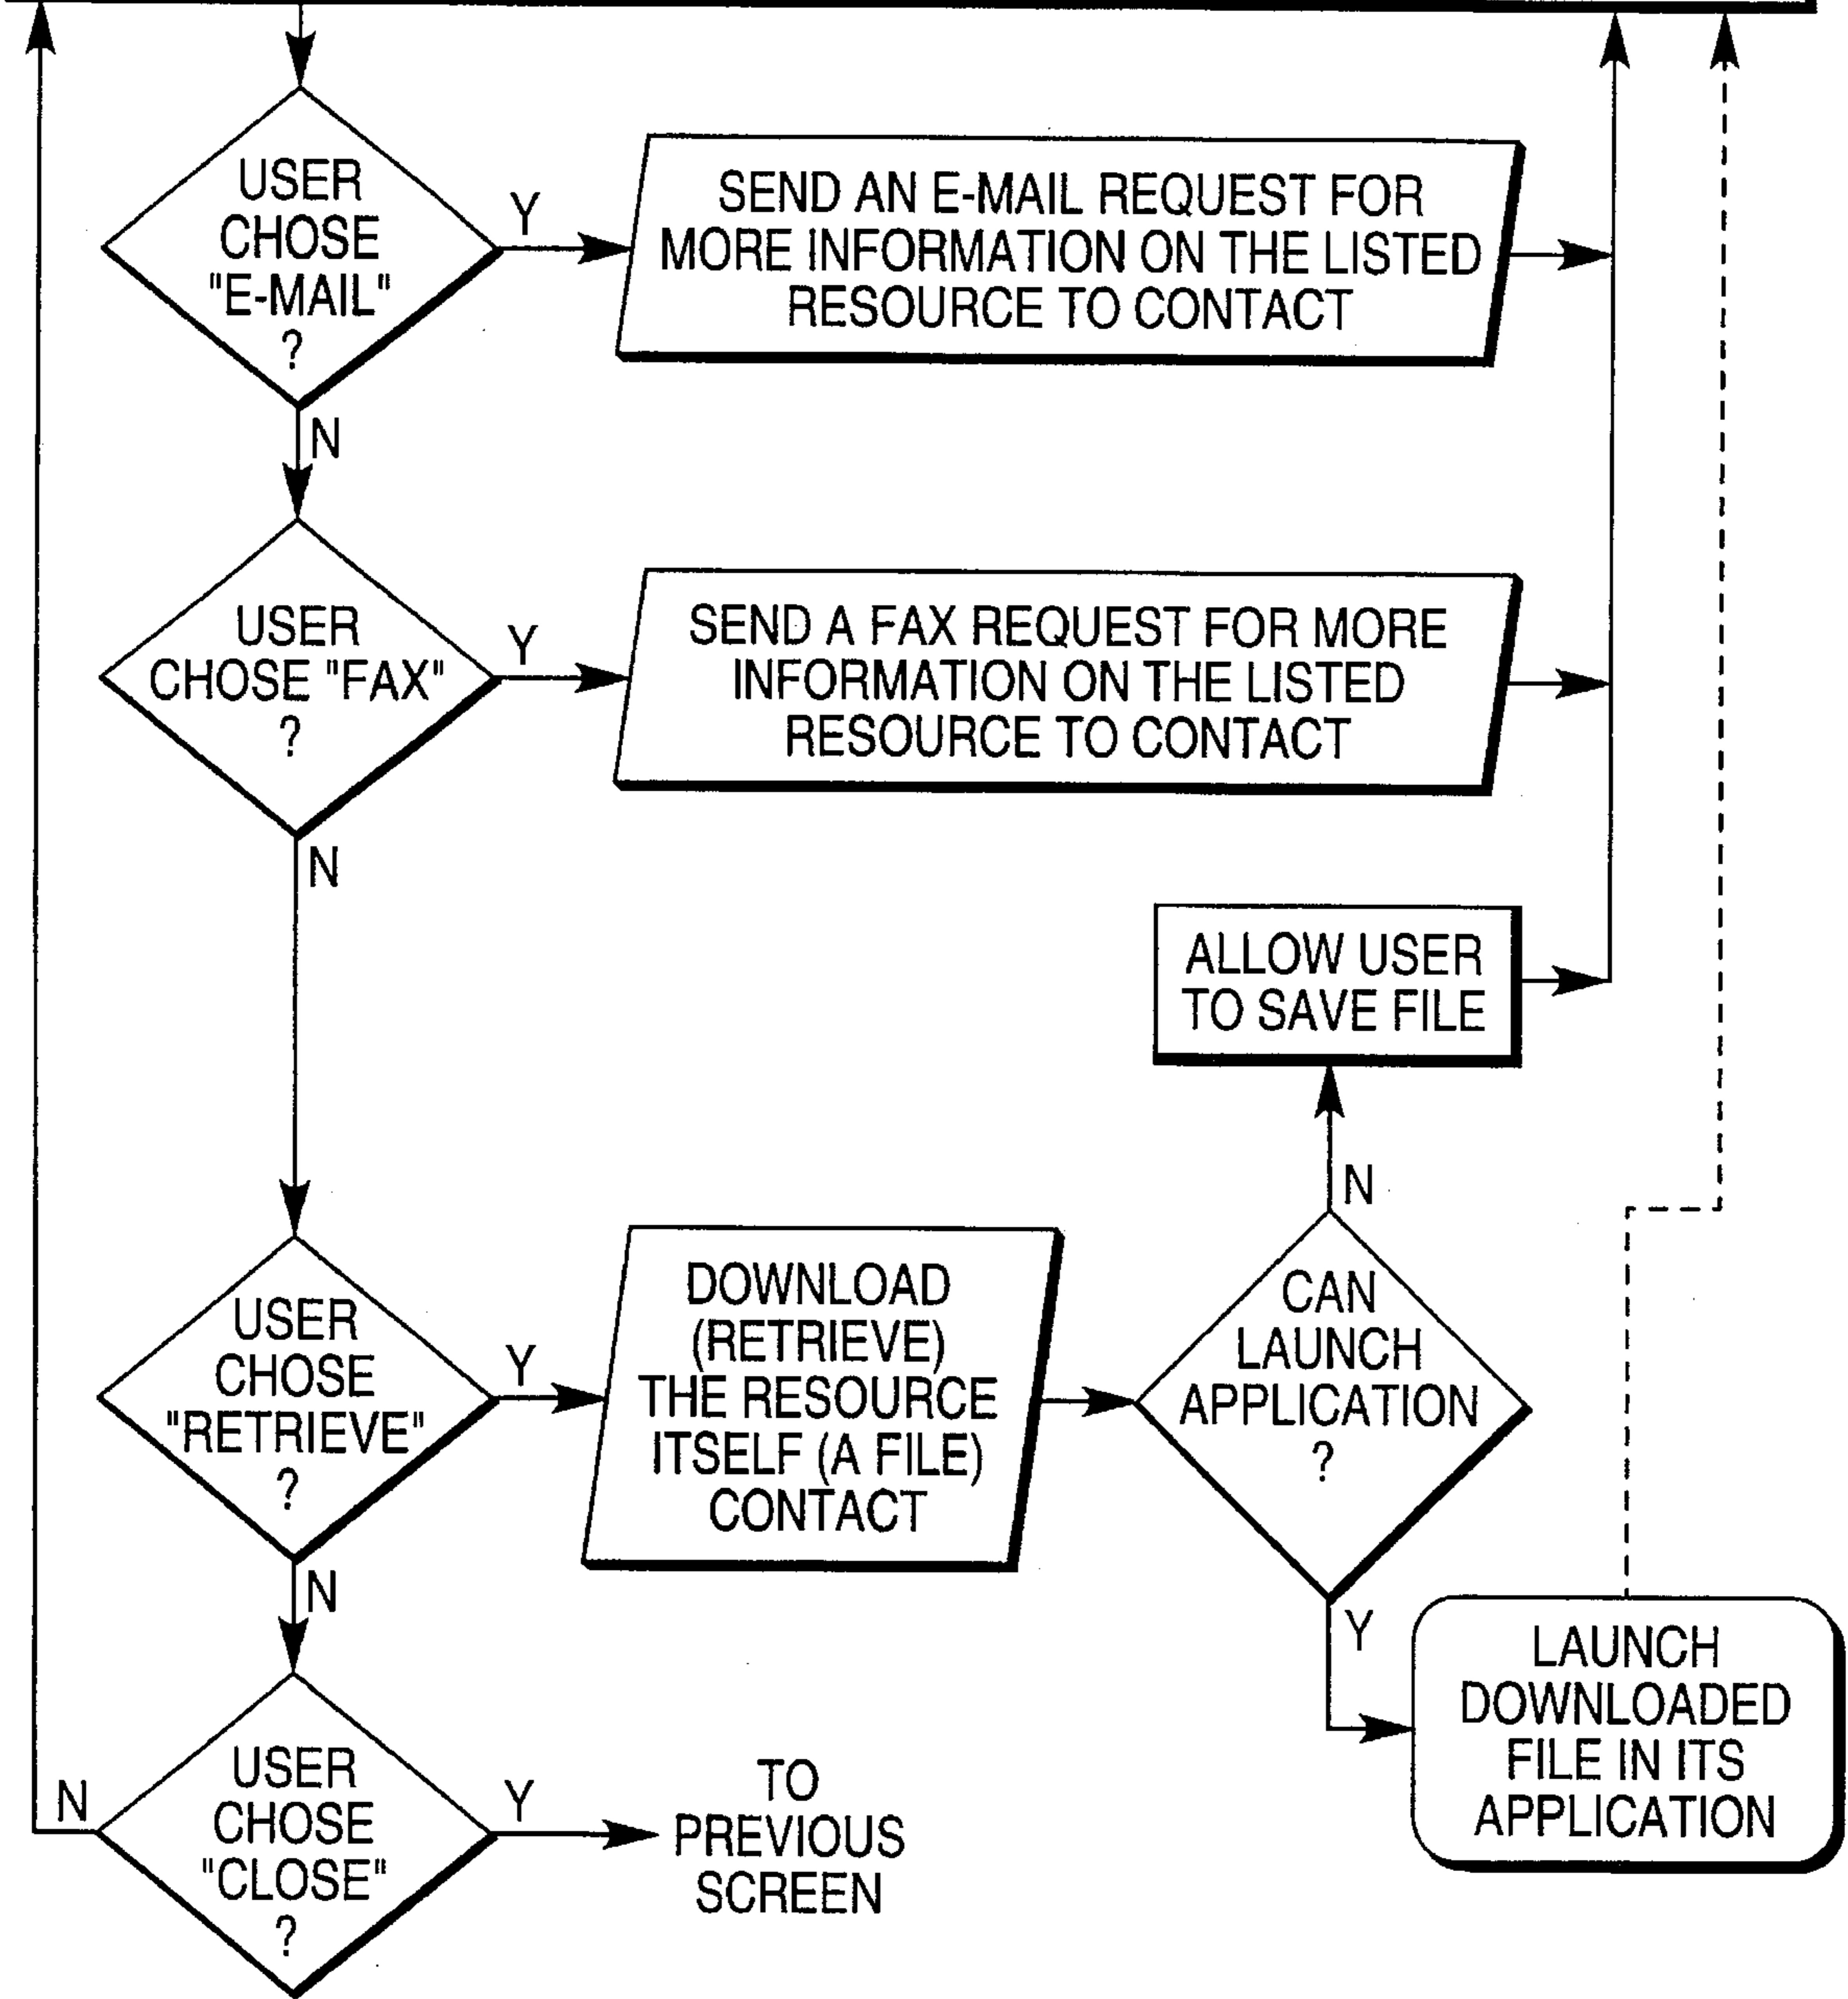 USER
CHOSE
"E-MAIL"
?
Y
SEND AN E-MAIL REQUEST FOR
MORE INFORMATION ON THE LISTED
RESOURCE TO CONTACT
N
USER
CHOSE "FAX"
?
Y
SEND A FAX REQUEST FOR MORE
INFORMATION ON THE LISTED
RESOURCE TO CONTACT
N
ALLOW USER
TO SAVE FILE
N
USER
CHOSE
"RETRIEVE"
?
Y
DOWNLOAD
(RETRIEVE)
THE RESOURCE
ITSELF (A FILE)
CONTACT
CAN
LAUNCH
APPLICATION
?
N
Y
LAUNCH
DOWNLOADED
FILE IN ITS
APPLICATION
USER
CHOSE
"CLOSE"
?
N
Y
TO
PREVIOUS
SCREEN